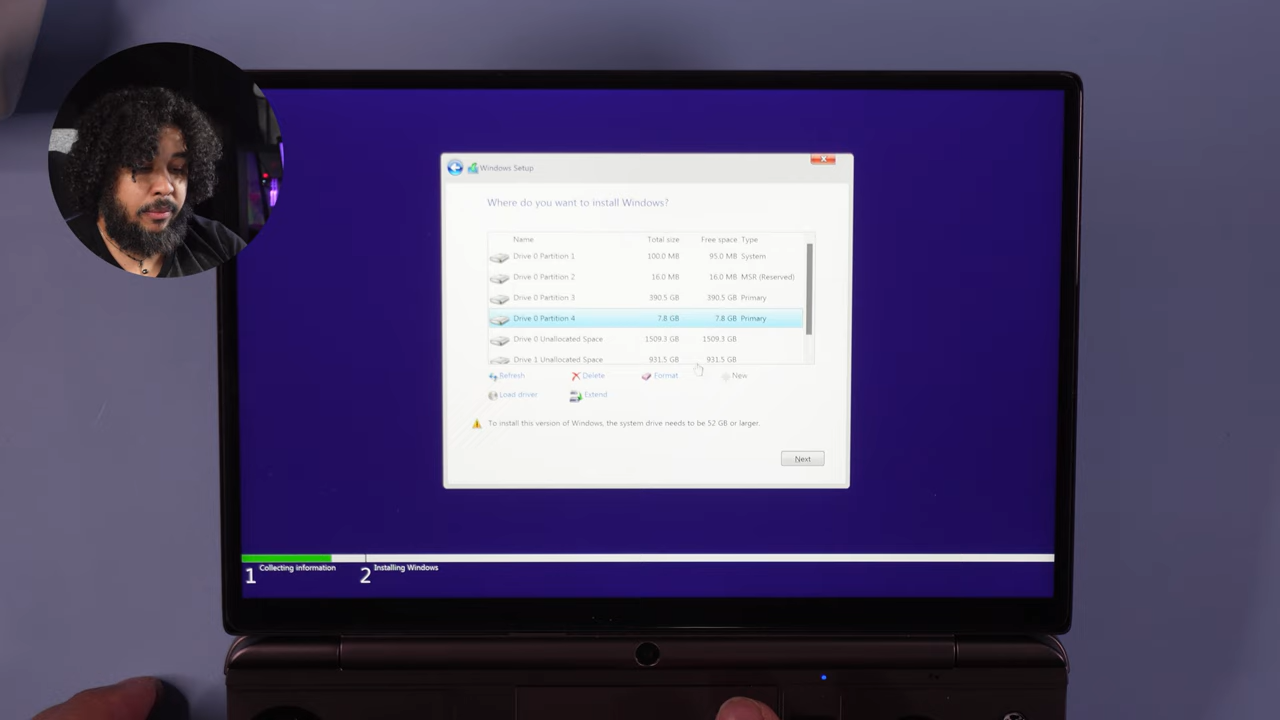 Windows Setup
Where do you want to install Windows?
Name Total size Free space Type
Drive 0 Partition 1 100.0 MB 95.0 MB System
Drive 0 Partition 2 16.0 MB 16.0 MB MSR (Reserved)
Drive 0 Partition 3 390.5 GB 390.5 GB Primary
Drive 0 Partition 4 7.8 GB 7.8 GB Primary
Drive 0 Unallocated Space 1509.3 GB 1509.3 GB
Drive 1 Unallocated Space 931.5 GB 931.5 GB
Refresh Delete Format New
Load driver Extend
To install this version of Windows, the system drive needs to be 52 GB or larger.
Next
1 Collecting information 2 Installing Windows